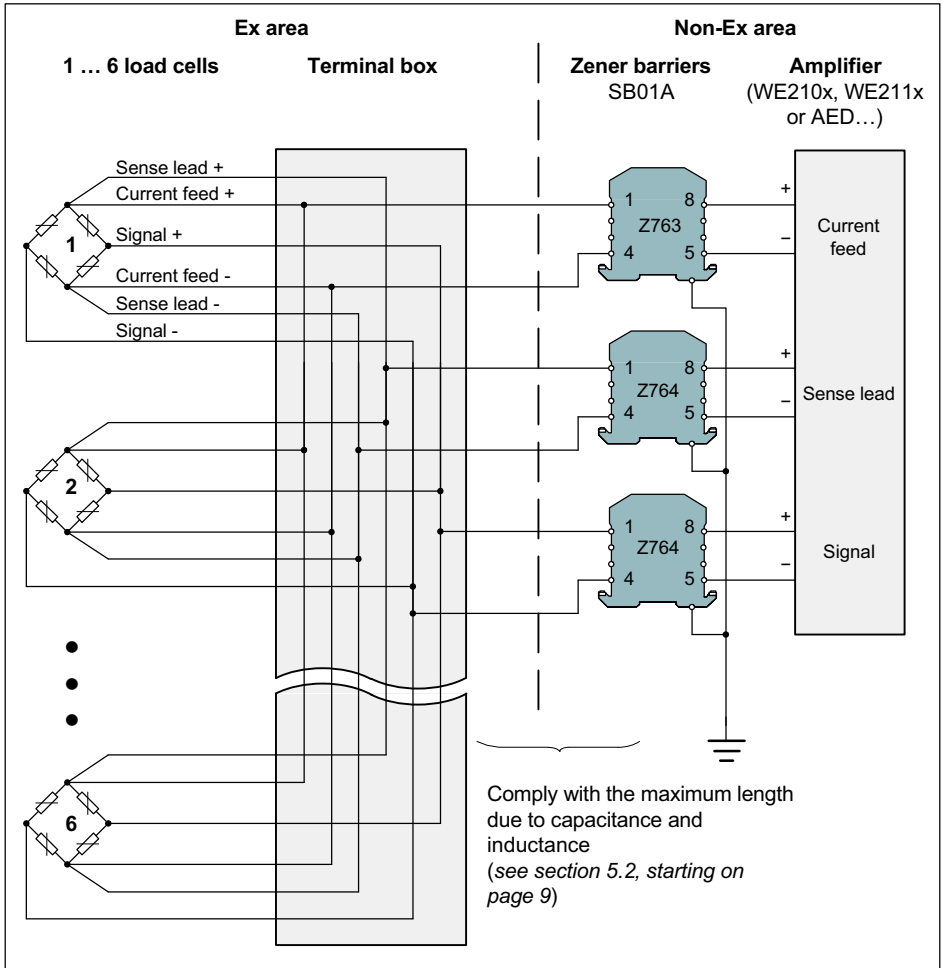 Ex area
Non-Ex area
1 … 6 load cells
Terminal box
Zener barriers
SB01A
Amplifier
(WE210x, WE211x
or AED…)
Sense lead +
Current feed +
Signal +
Current feed -
Sense lead -
Signal -
1
1
8
Z763
4
5
+
−
Current
feed
2
1
8
Z764
4
5
+
−
Sense lead
1
8
Z764
4
5
+
−
Signal
6
Comply with the maximum length
due to capacitance and
inductance
(see section 5.2, starting on
page 9)